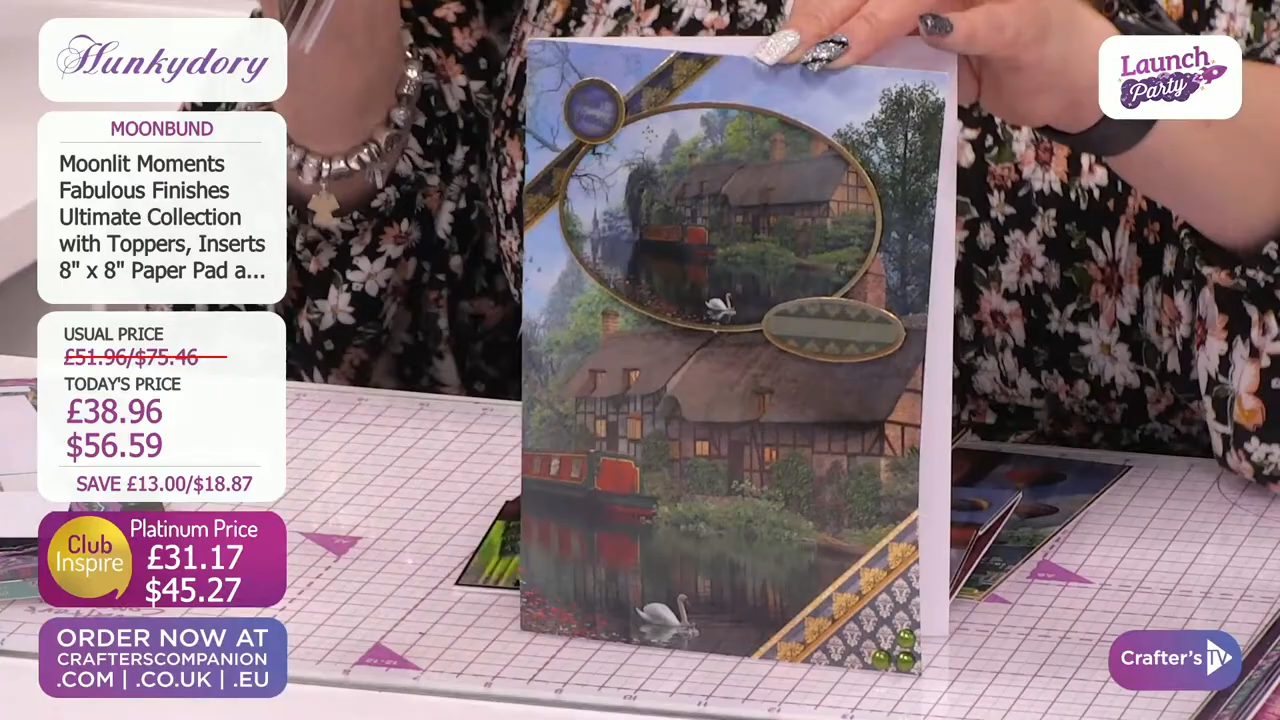 Hunkydory
MOONBUND
Moonlit Moments
Fabulous Finishes
Ultimate Collection
with Toppers, Inserts
8" x 8" Paper Pad a...
USUAL PRICE
£51.96/$75.46
TODAY'S PRICE
£38.96
$56.59
SAVE £13.00/$18.87
Club
Inspire
Platinum Price
£31.17
$45.27
ORDER NOW AT
CRAFTERSCOMPANION
.COM | .CO.UK | .EU
Launch
Party
Crafter's TV